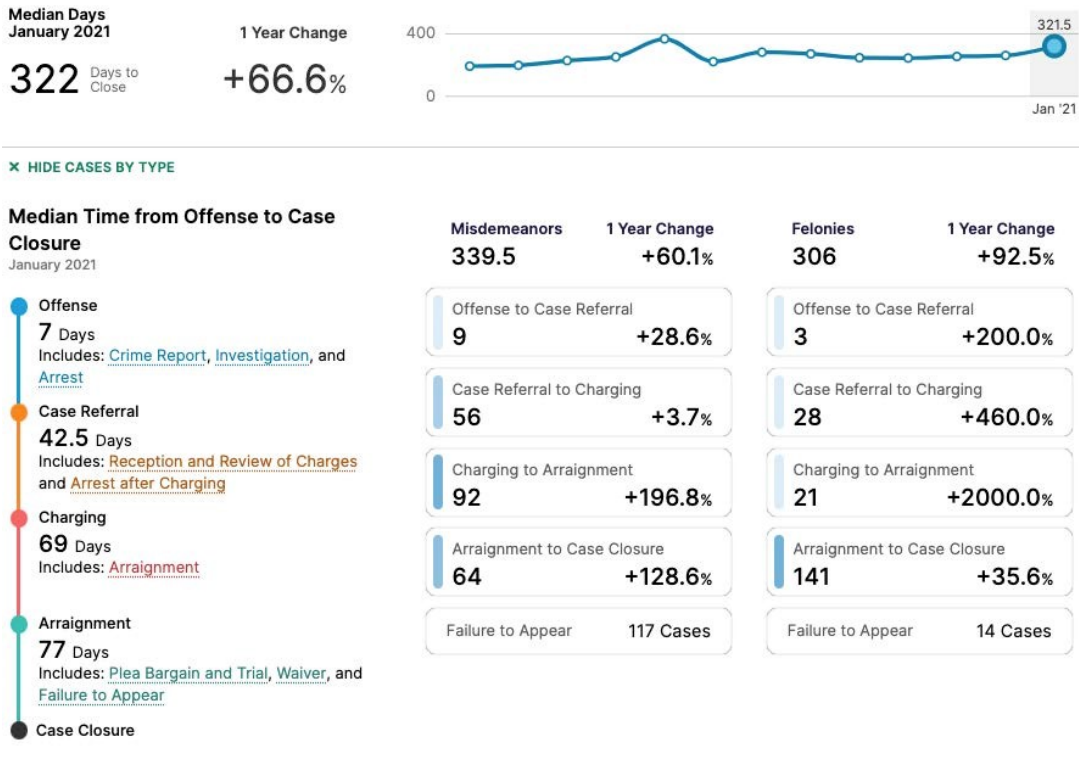 Median Days
January 2021
1 Year Change
322 Days to Close
+66.6%
400
0
321.5
Jan '21
✕ HIDE CASES BY TYPE
Median Time from Offense to Case
Closure
January 2021
Offense
7 Days
Includes: Crime Report, Investigation, and
Arrest
Case Referral
42.5 Days
Includes: Reception and Review of Charges
and Arrest after Charging
Charging
69 Days
Includes: Arraignment
Arraignment
77 Days
Includes: Plea Bargain and Trial, Waiver, and
Failure to Appear
Case Closure
Misdemeanors 1 Year Change
339.5 +60.1%
Offense to Case Referral
9 +28.6%
Case Referral to Charging
56 +3.7%
Charging to Arraignment
92 +196.8%
Arraignment to Case Closure
64 +128.6%
Failure to Appear 117 Cases
Felonies 1 Year Change
306 +92.5%
Offense to Case Referral
3 +200.0%
Case Referral to Charging
28 +460.0%
Charging to Arraignment
21 +2000.0%
Arraignment to Case Closure
141 +35.6%
Failure to Appear 14 Cases